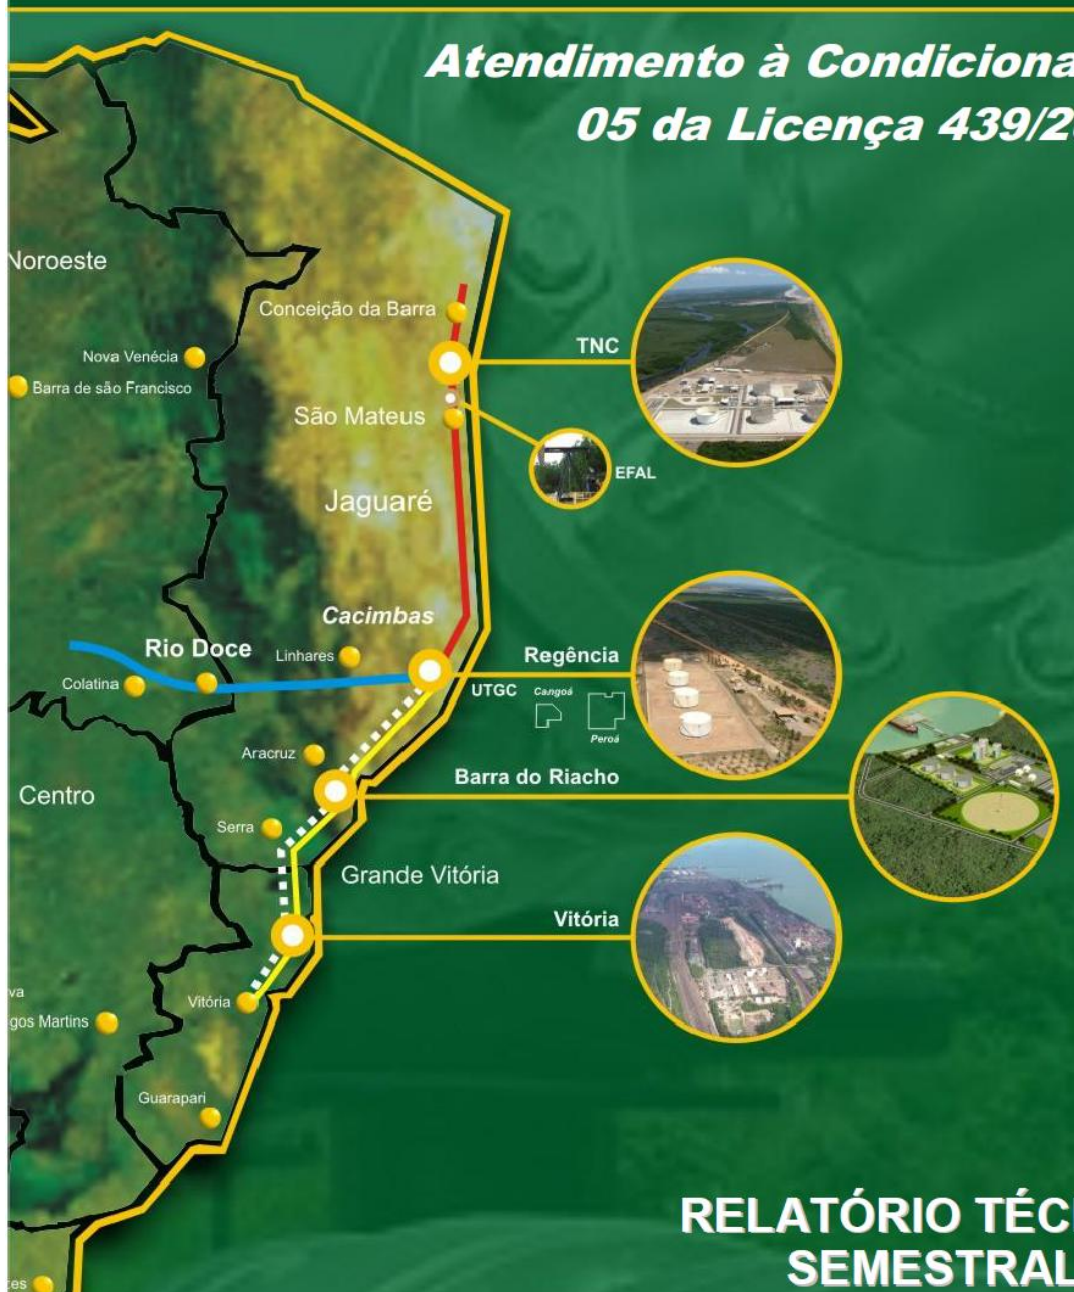 Atendimento à Condiciona
05 da Licença 439/2
Noroeste
Conceição da Barra
TNC
Nova Venécia
Barra de são Francisco
São Mateus
EFAL
Jaguaré
Cacimbas
Rio Doce
Linhares
Regência
Colatina
UTGC
Cangoá
Peroá
Aracruz
Barra do Riacho
Centro
Serra
Grande Vitória
Vitória
va
Vitória
gos Martins
Guarapari
RELATÓRIO TÉC
SEMESTRAL
es